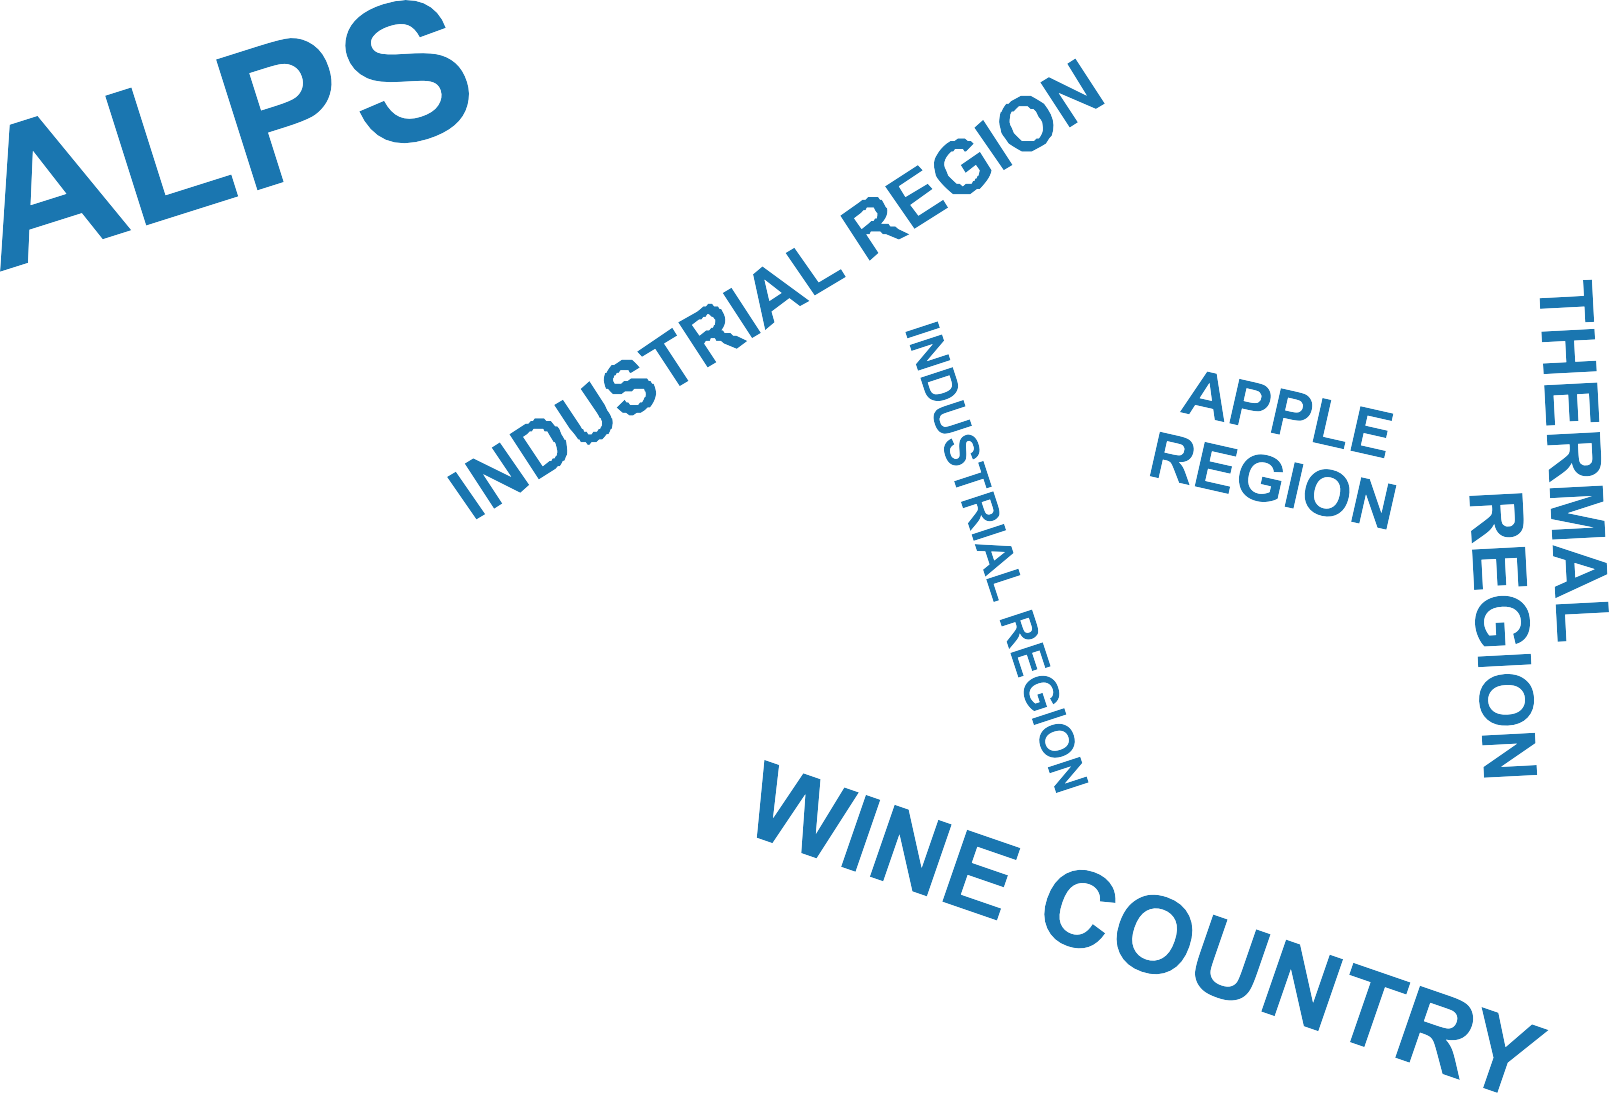 ALPS
INDUSTRIAL REGION
INDUSTRIAL REGION
APPLE
REGION
THERMAL
REGION
WINE COUNTRY